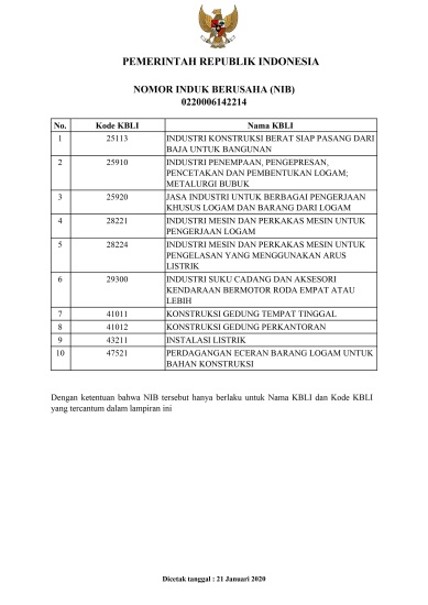 PEMERINTAH REPUBLIK INDONESIA
NOMOR INDUK BERUSAHA (NIB)
0220006142214
No. Kode KBLI Nama KBLI
1 25113 INDUSTRI KONSTRUKSI BERAT SIAP PASANG DARI
BAJA UNTUK BANGUNAN
2 25910 INDUSTRI PENEMPAAN, PENGEPRESAN,
PENCETAKAN DAN PEMBENTUKAN LOGAM;
METALURGI BUBUK
3 25920 JASA INDUSTRI UNTUK BERBAGAI PENGERJAAN
KHUSUS LOGAM DAN BARANG DARI LOGAM
4 28221 INDUSTRI MESIN DAN PERKAKAS MESIN UNTUK
PENGERJAAN LOGAM
5 28224 INDUSTRI MESIN DAN PERKAKAS MESIN UNTUK
PENGELASAN YANG MENGGUNAKAN ARUS
LISTRIK
6 29300 INDUSTRI SUKU CADANG DAN AKSESORI
KENDARAAN BERMOTOR RODA EMPAT ATAU
LEBIH
7 41011 KONSTRUKSI GEDUNG TEMPAT TINGGAL
8 41012 KONSTRUKSI GEDUNG PERKANTORAN
9 43211 INSTALASI LISTRIK
10 47521 PERDAGANGAN ECERAN BARANG LOGAM UNTUK
BAHAN KONSTRUKSI
Dengan ketentuan bahwa NIB tersebut hanya berlaku untuk Nama KBLI dan Kode KBLI
yang tercantum dalam lampiran ini
Dicetak tanggal : 21 Januari 2020